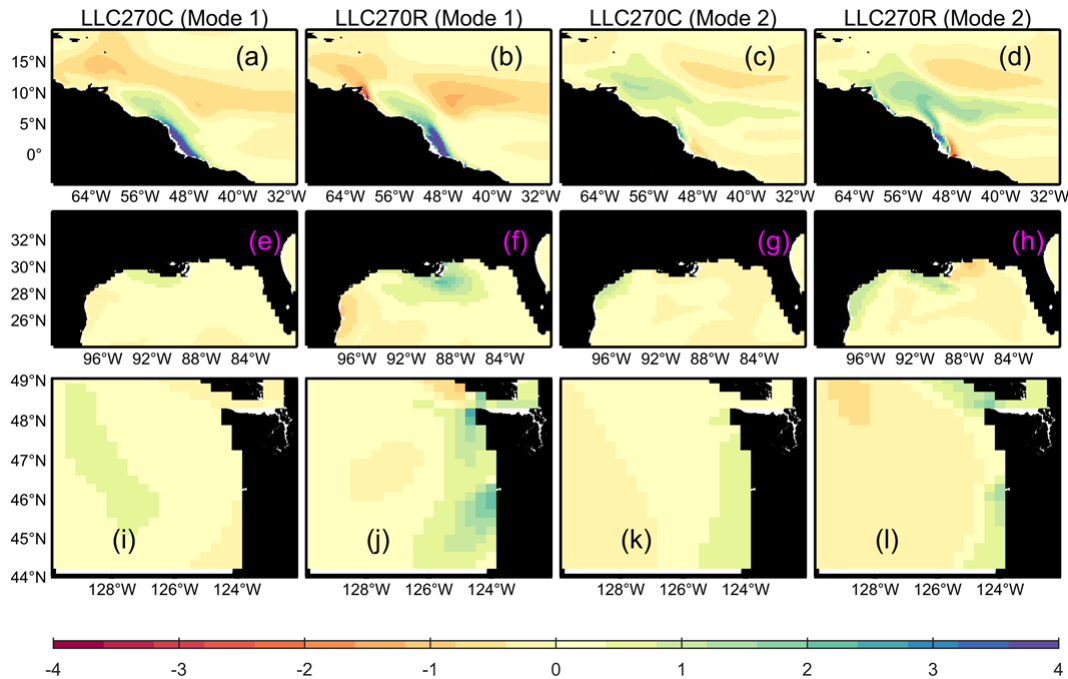 LLC270C (Mode 1) LLC270R (Mode 1) LLC270C (Mode 2) LLC270R (Mode 2)
(a) (b) (c) (d)
15°N
10°N
5°N
0°
64°W 56°W 48°W 40°W 32°W 64°W 56°W 48°W 40°W 32°W 64°W 56°W 48°W 40°W 32°W 64°W 56°W 48°W 40°W 32°W
(e) (f) (g) (h)
32°N
30°N
28°N
26°N
96°W 92°W 88°W 84°W 96°W 92°W 88°W 84°W 96°W 92°W 88°W 84°W 96°W 92°W 88°W 84°W
49°N
48°N
47°N
46°N
45°N
(i) (j) (k) (l)
44°N
128°W 126°W 124°W 128°W 126°W 124°W 128°W 126°W 124°W 128°W 126°W 124°W
-4 -3 -2 -1 0 1 2 3 4